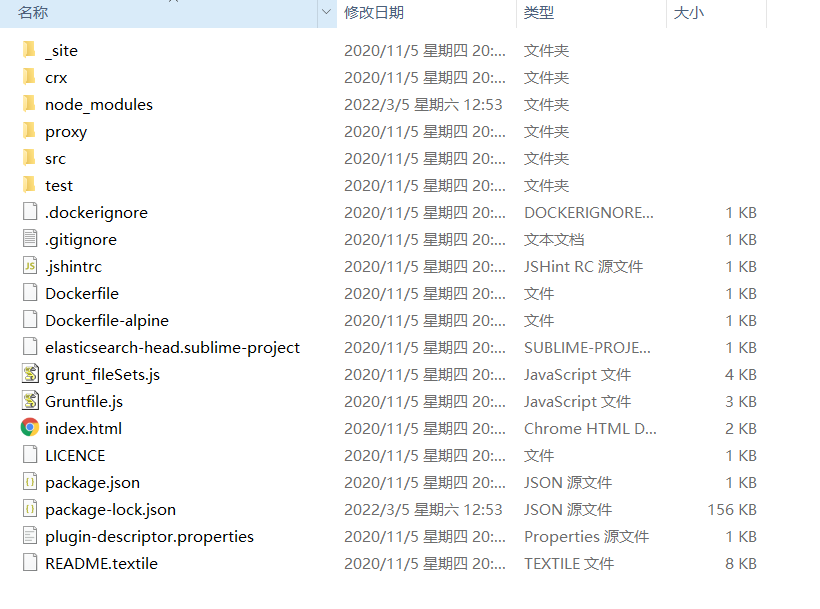 名称 修改日期 类型 大小
_site 2020/11/5 星期四 20:... 文件夹
crx 2020/11/5 星期四 20:... 文件夹
node_modules 2022/3/5 星期六 12:53 文件夹
proxy 2020/11/5 星期四 20:... 文件夹
src 2020/11/5 星期四 20:... 文件夹
test 2020/11/5 星期四 20:... 文件夹
.dockerignore 2020/11/5 星期四 20:... DOCKERIGNORE... 1 KB
.gitignore 2020/11/5 星期四 20:... 文本文档 1 KB
.jshintrc 2020/11/5 星期四 20:... JSHint RC 源文件 1 KB
Dockerfile 2020/11/5 星期四 20:... 文件 1 KB
Dockerfile-alpine 2020/11/5 星期四 20:... 文件 1 KB
elasticsearch-head.sublime-project 2020/11/5 星期四 20:... SUBLIME-PROJE... 1 KB
grunt_fileSets.js 2020/11/5 星期四 20:... JavaScript 文件 4 KB
Gruntfile.js 2020/11/5 星期四 20:... JavaScript 文件 3 KB
index.html 2020/11/5 星期四 20:... Chrome HTML D... 2 KB
LICENCE 2020/11/5 星期四 20:... 文件 1 KB
package.json 2020/11/5 星期四 20:... JSON 源文件 1 KB
package-lock.json 2022/3/5 星期六 12:53 JSON 源文件 156 KB
plugin-descriptor.properties 2020/11/5 星期四 20:... Properties 源文件 1 KB
README.textile 2020/11/5 星期四 20:... TEXTILE 文件 8 KB